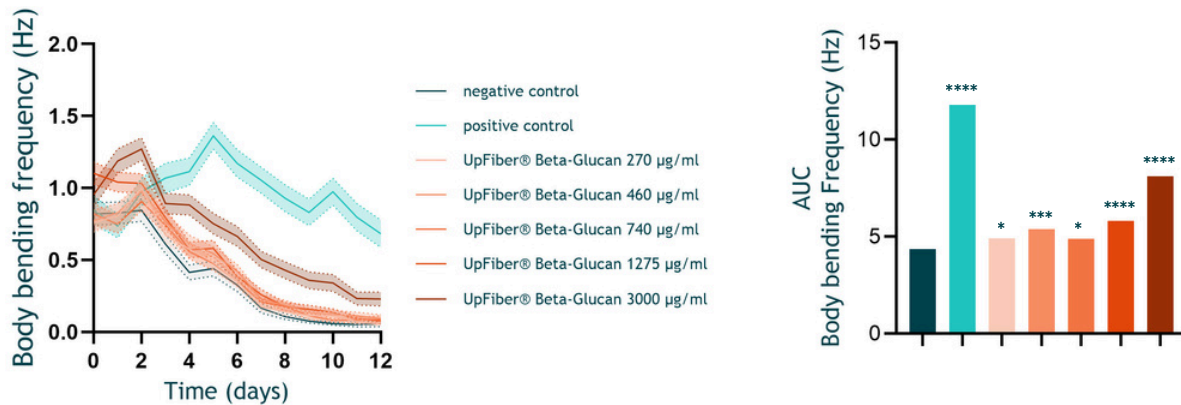 Body bending frequency (Hz)
2.0
1.5
1.0
0.5
0.0
0 2 4 6 8 10 12
Time (days)
negative control
positive control
UpFiber® Beta-Glucan 270 µg/ml
UpFiber® Beta-Glucan 460 µg/ml
UpFiber® Beta-Glucan 740 µg/ml
UpFiber® Beta-Glucan 1275 µg/ml
UpFiber® Beta-Glucan 3000 µg/ml
AUC
Body bending Frequency (Hz)
15
10
5
0
****
*
***
*
****
****